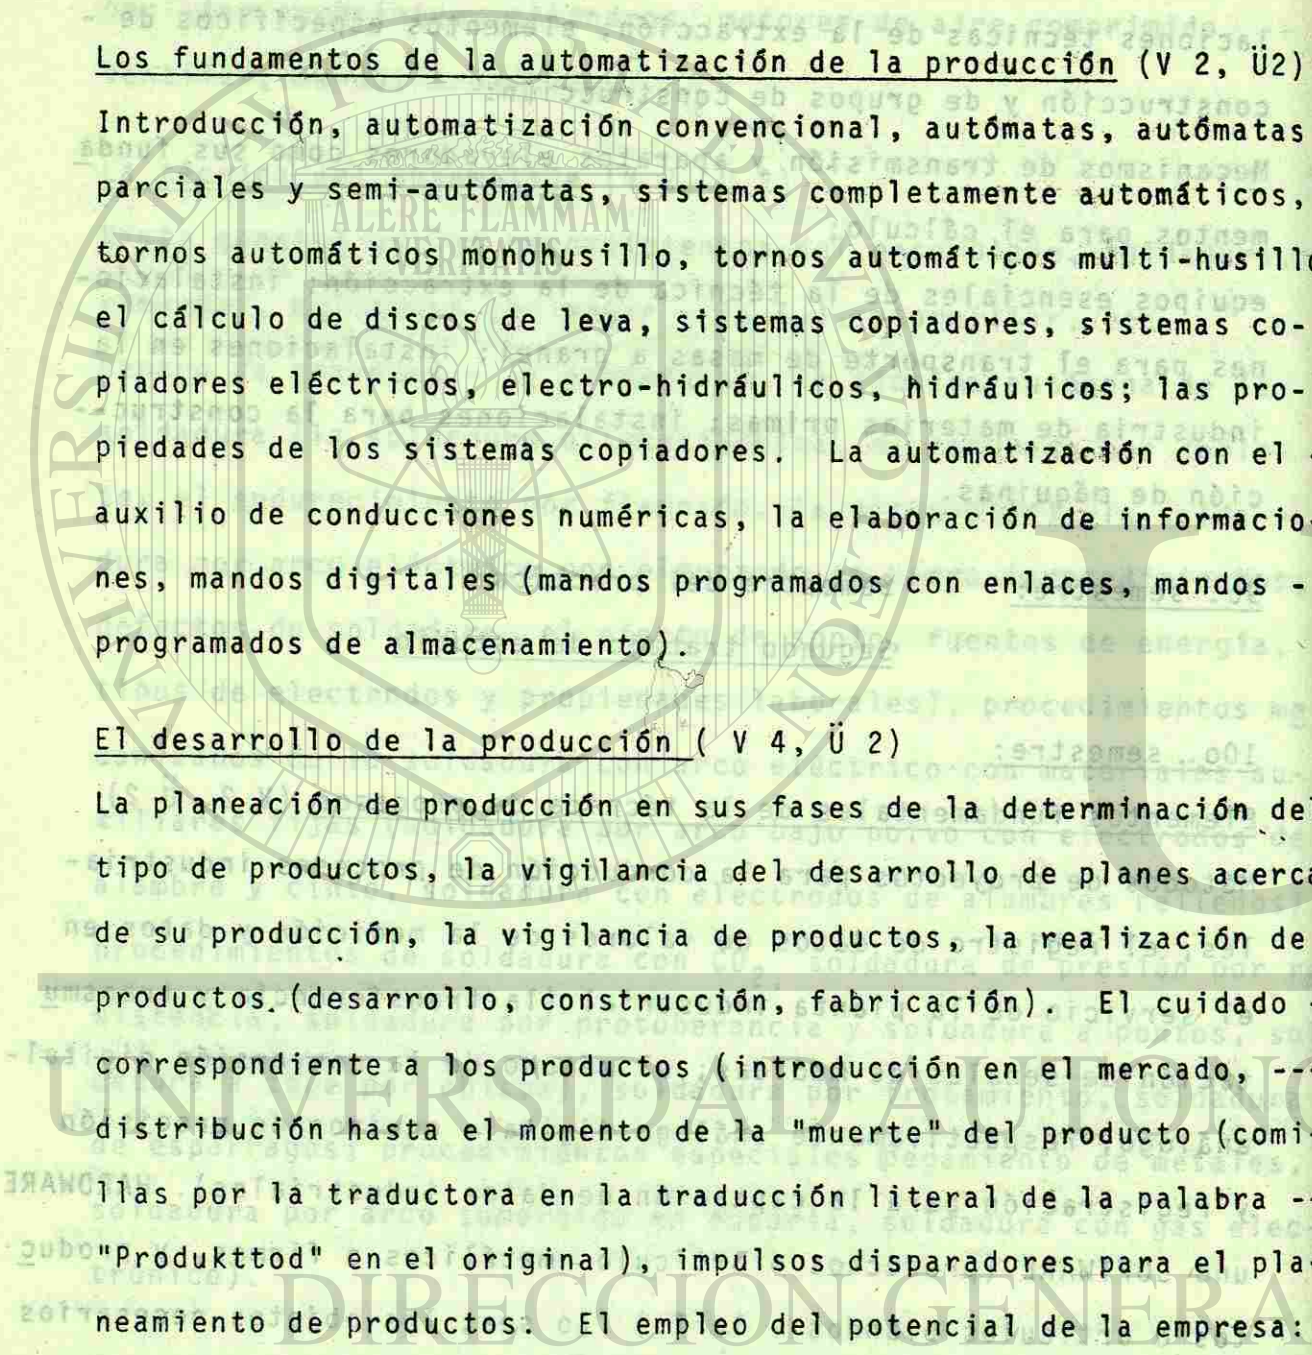 Los fundamentos de la automatización de la producción (V 2, Ü2)
Introducción, automatización convencional, autómatas, autómatas
parciales y semi-autómatas, sistemas completamente automáticos,
tornos automáticos monohusillo, tornos automáticos multi-husillo
el cálculo de discos de leva, sistemas copiadores, sistemas co-
piadores eléctricos, electro-hidráulicos, hidráulicos; las pro-
piedades de los sistemas copiadores. La automatización con el -
auxilio de conducciones numéricas, la elaboración de informacio-
nes, mandos digitales (mandos programados con enlaces, mandos -
programados de almacenamiento).
El desarrollo de la producción ( V 4, Ü 2)
La planeación de producción en sus fases de la determinación del
tipo de productos, la vigilancia del desarrollo de planes acerca
de su producción, la vigilancia de productos, la realización de
productos (desarrollo, construcción, fabricación). El cuidado -
correspondiente a los productos (introducción en el mercado, ---
distribución hasta el momento de la "muerte" del producto (comi-
llas por la traductora en la traducción literal de la palabra --
"Produkttod" en el original), impulsos disparadores para el pla-
neamiento de productos. El empleo del potencial de la empresa:
ALERE FLAMMAM
VERITATIS
UNIVERSIDAD AUTÓNO
DIRECCIÓN GENERA